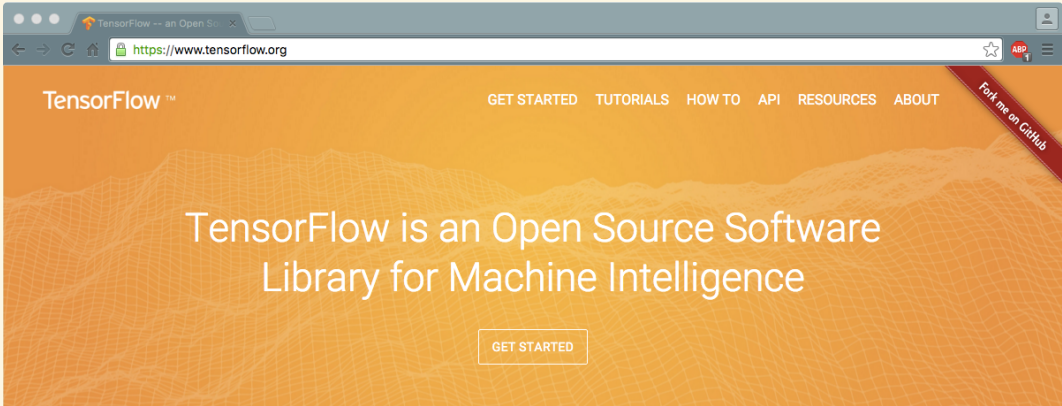 TensorFlow -- an Open So
https://www.tensorflow.org
ABP
1
TensorFlow ™
GET STARTED TUTORIALS HOW TO API RESOURCES ABOUT
Fork me on GitHub
TensorFlow is an Open Source Software
Library for Machine Intelligence
GET STARTED